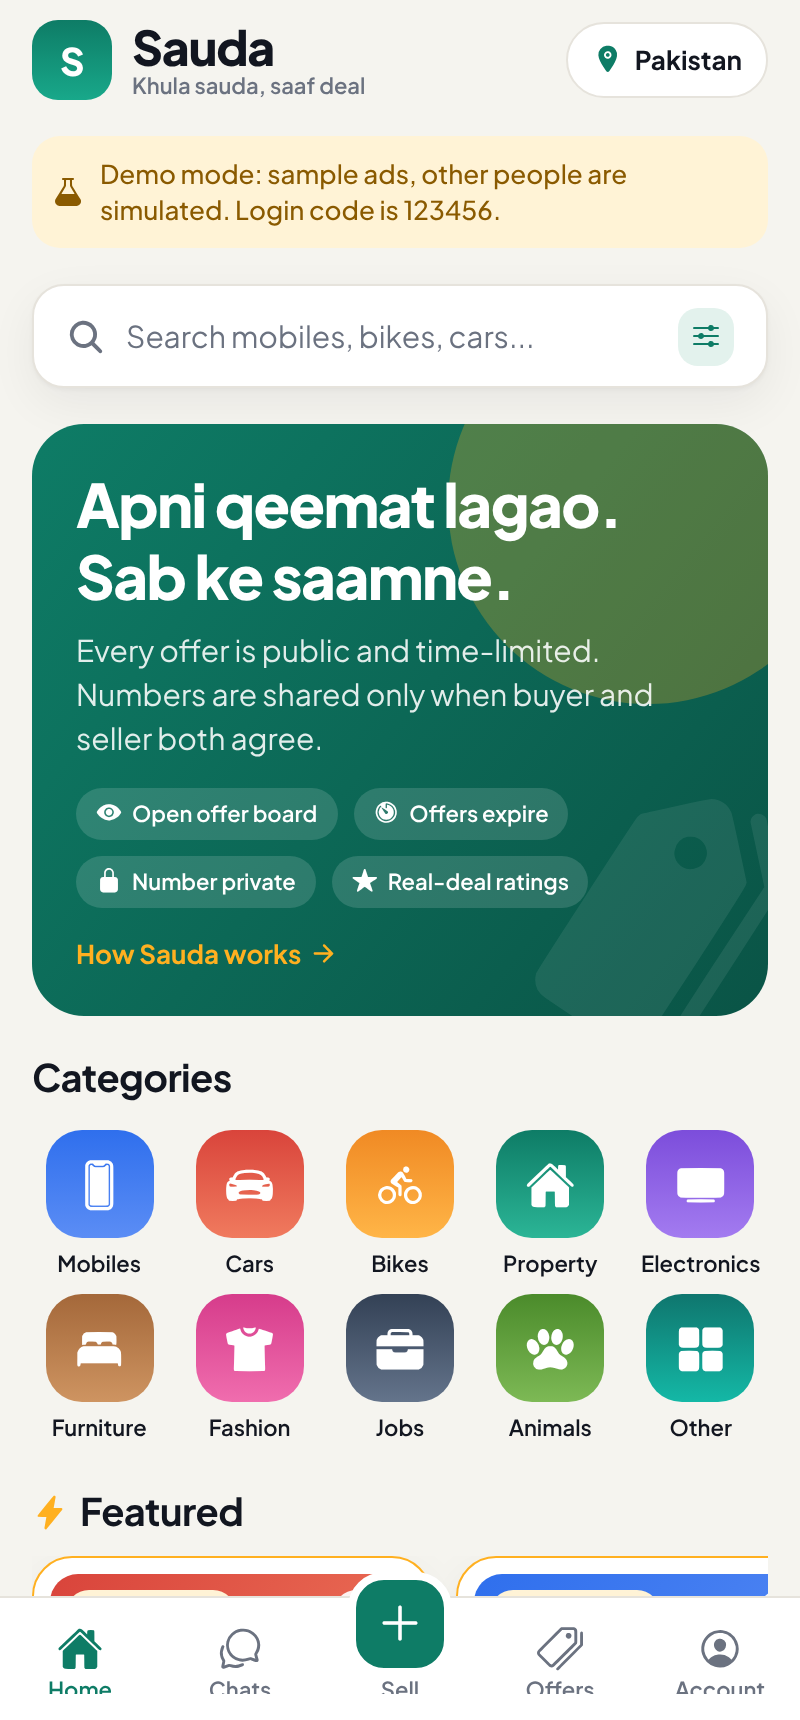 S
Sauda
Khula sauda, saaf deal
Pakistan
Demo mode: sample ads, other people are
simulated. Login code is 123456.
Search mobiles, bikes, cars...
Apni qeemat lagao.
Sab ke saamne.
Every offer is public and time-limited.
Numbers are shared only when buyer and
seller both agree.
Open offer board
Offers expire
Number private
Real-deal ratings
How Sauda works →
Categories
Mobiles
Cars
Bikes
Property
Electronics
Furniture
Fashion
Jobs
Animals
Other
Featured
Home
Chats
Sell
Offers
Account